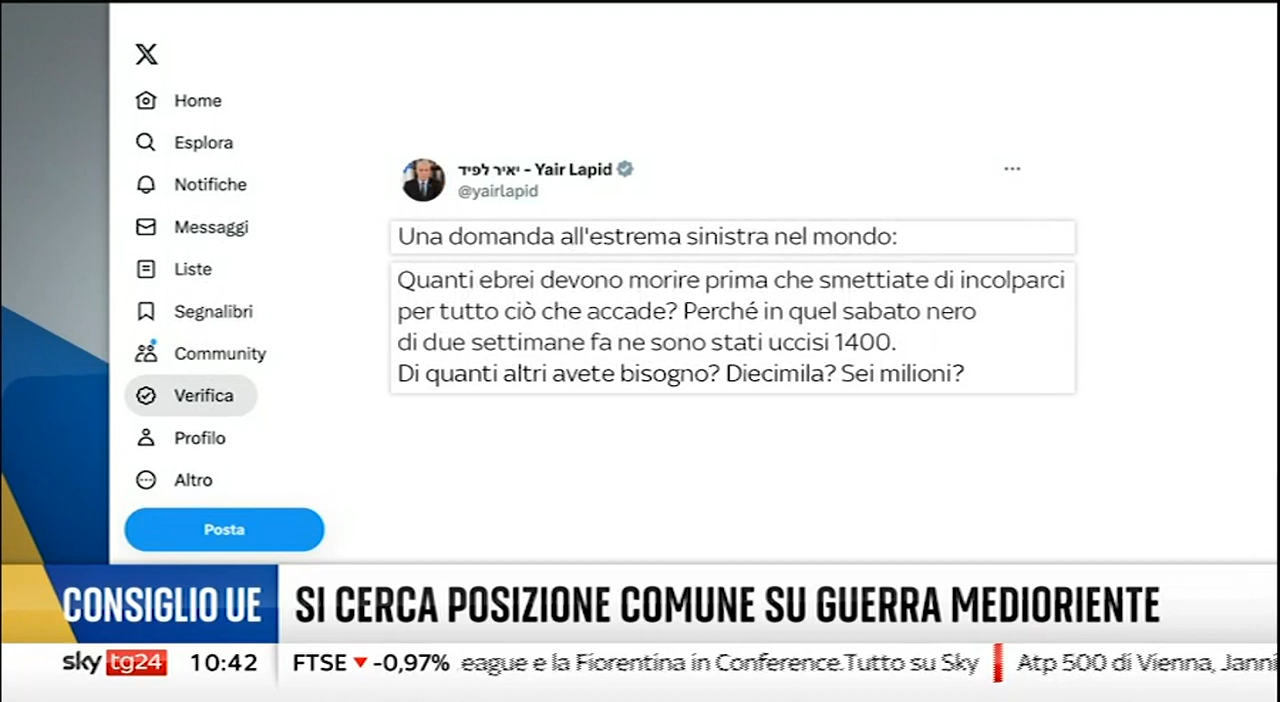 X
Home
Esplora
Notifiche
Messaggi
Liste
Segnalibri
Community
Verifica
Profilo
Altro
Posta
יאיר לפיד - Yair Lapid
@yairlapid
Una domanda all'estrema sinistra nel mondo:
Quanti ebrei devono morire prima che smettiate di incolparci
per tutto ciò che accade? Perché in quel sabato nero
di due settimane fa ne sono stati uccisi 1400.
Di quanti altri avete bisogno? Diecimila? Sei milioni?
CONSIGLIO UE SI CERCA POSIZIONE COMUNE SU GUERRA MEDIORIENTE
sky tg24 10:42 FTSE -0,97% eague e la Fiorentina in Conference.Tutto su Sky Atp 500 di Vienna, Janni